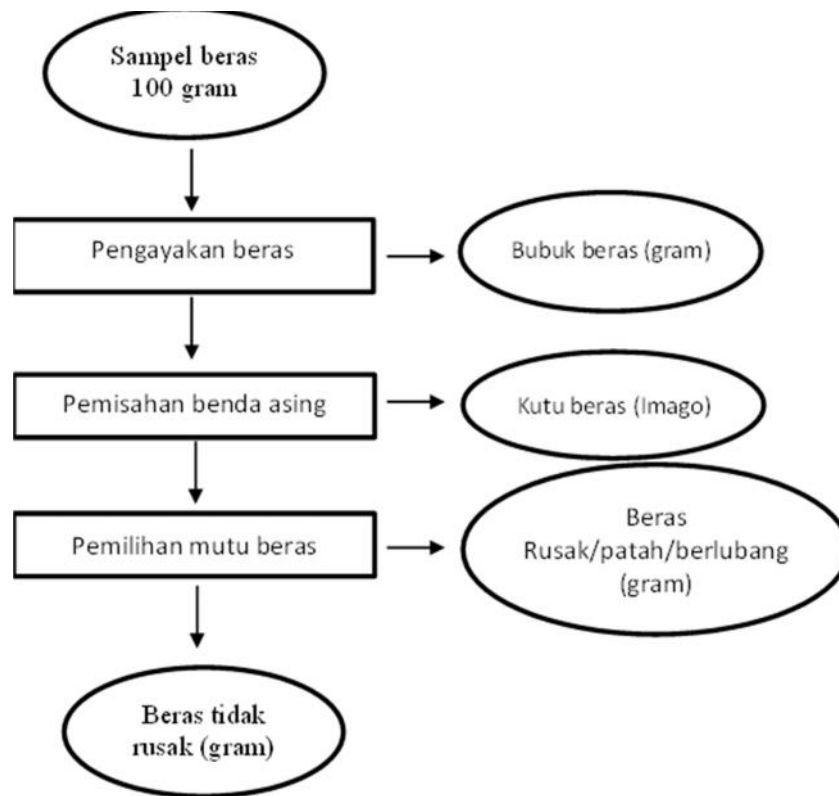 Sampel beras
100 gram
Pengayakan beras
Bubuk beras (gram)
Pemisahan benda asing
Kutu beras (Imago)
Pemilihan mutu beras
Beras
Rusak/patah/berlubang
(gram)
Beras tidak
rusak (gram)